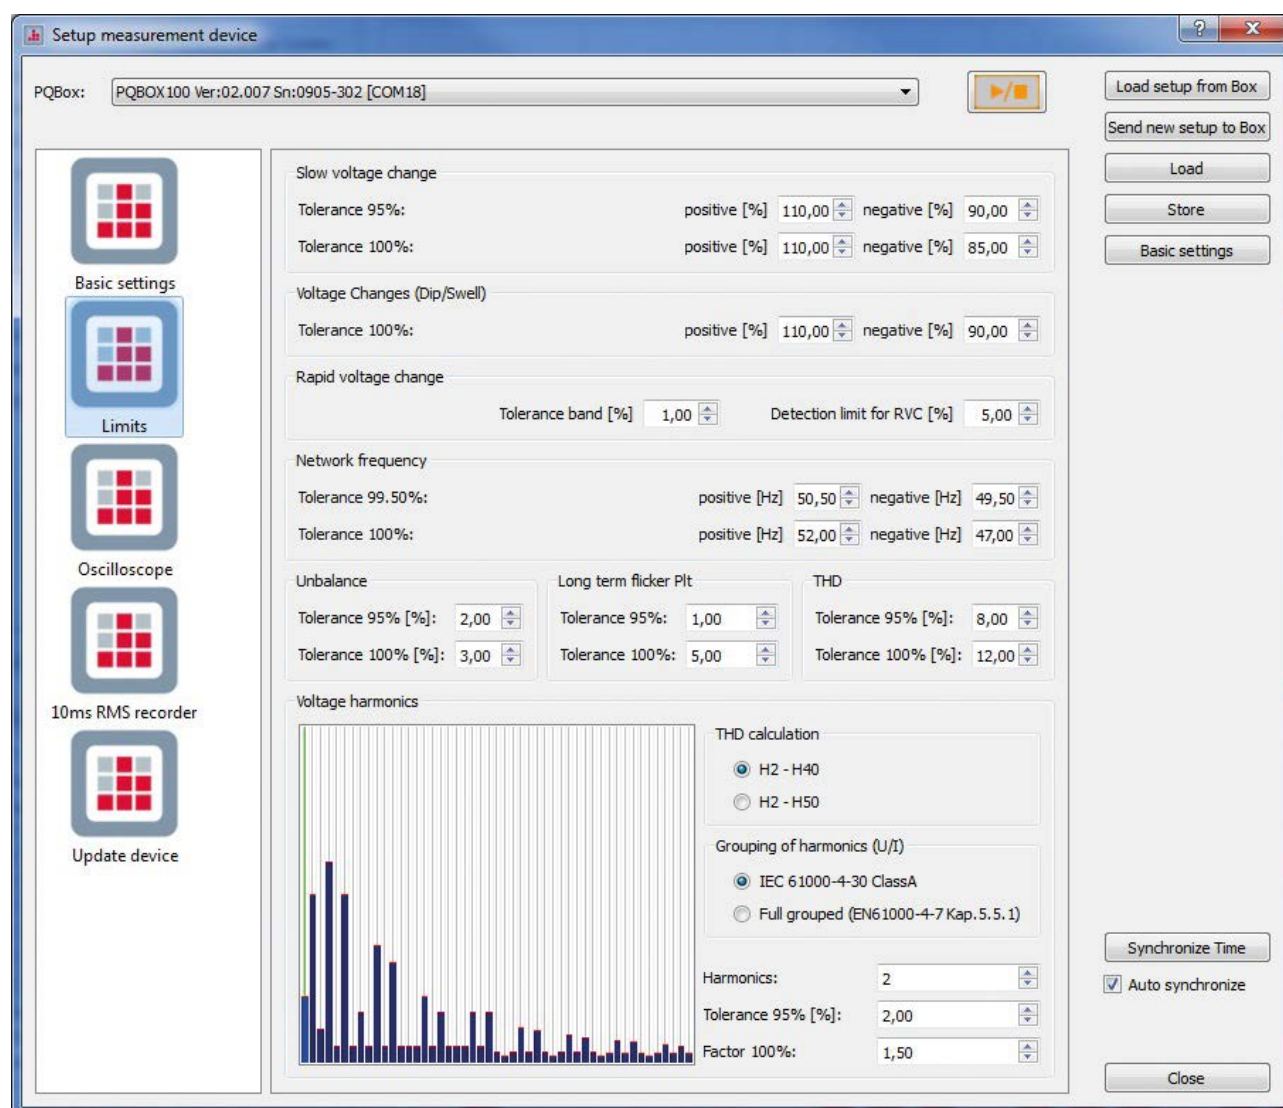 Setup measurement device
PQBox: PQBOX100 Ver:02.007 Sn:0905-302 [COM18]
Load setup from Box
Send new setup to Box
Load
Store
Basic settings
Basic settings
Limits
Oscilloscope
10ms RMS recorder
Update device
Slow voltage change
Tolerance 95%: positive [%] 110,00 negative [%] 90,00
Tolerance 100%: positive [%] 110,00 negative [%] 85,00
Voltage Changes (Dip/Swell)
Tolerance 100%: positive [%] 110,00 negative [%] 90,00
Rapid voltage change
Tolerance band [%] 1,00 Detection limit for RVC [%] 5,00
Network frequency
Tolerance 99.50%: positive [Hz] 50,50 negative [Hz] 49,50
Tolerance 100%: positive [Hz] 52,00 negative [Hz] 47,00
Unbalance
Tolerance 95% [%]: 2,00
Tolerance 100% [%]: 3,00
Long term flicker Plt
Tolerance 95%: 1,00
Tolerance 100%: 5,00
THD
Tolerance 95% [%]: 8,00
Tolerance 100% [%]: 12,00
Voltage harmonics
THD calculation
H2 - H40
H2 - H50
Grouping of harmonics (U/I)
IEC 61000-4-30 ClassA
Full grouped (EN61000-4-7 Kap.5.5.1)
Harmonics: 2
Tolerance 95% [%]: 2,00
Factor 100%: 1,50
Synchronize Time
Auto synchronize
Close